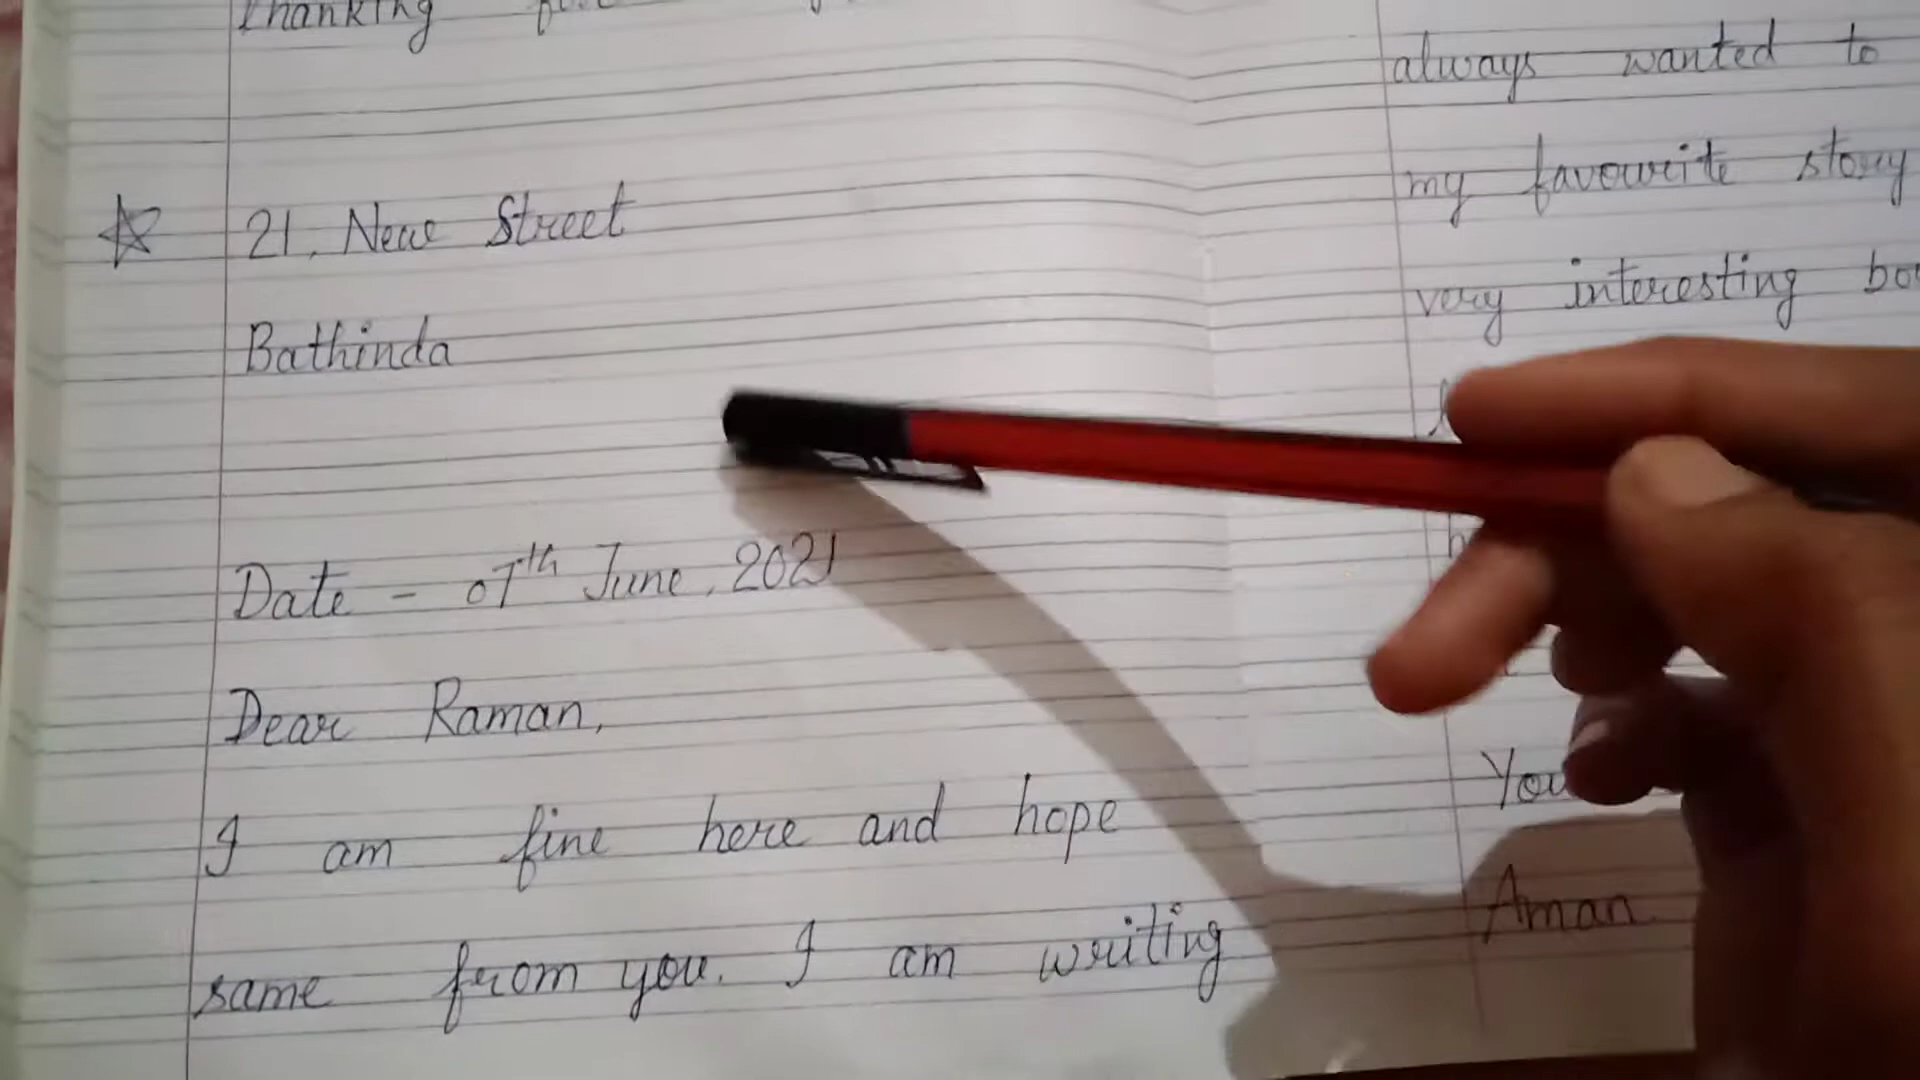 thanking
21, New Street
Bathinda
Date - 07th June, 2021
Dear Raman,
I am fine here and hope
same from you. I am writing
always wanted to
my favourite story
very interesting
Aman